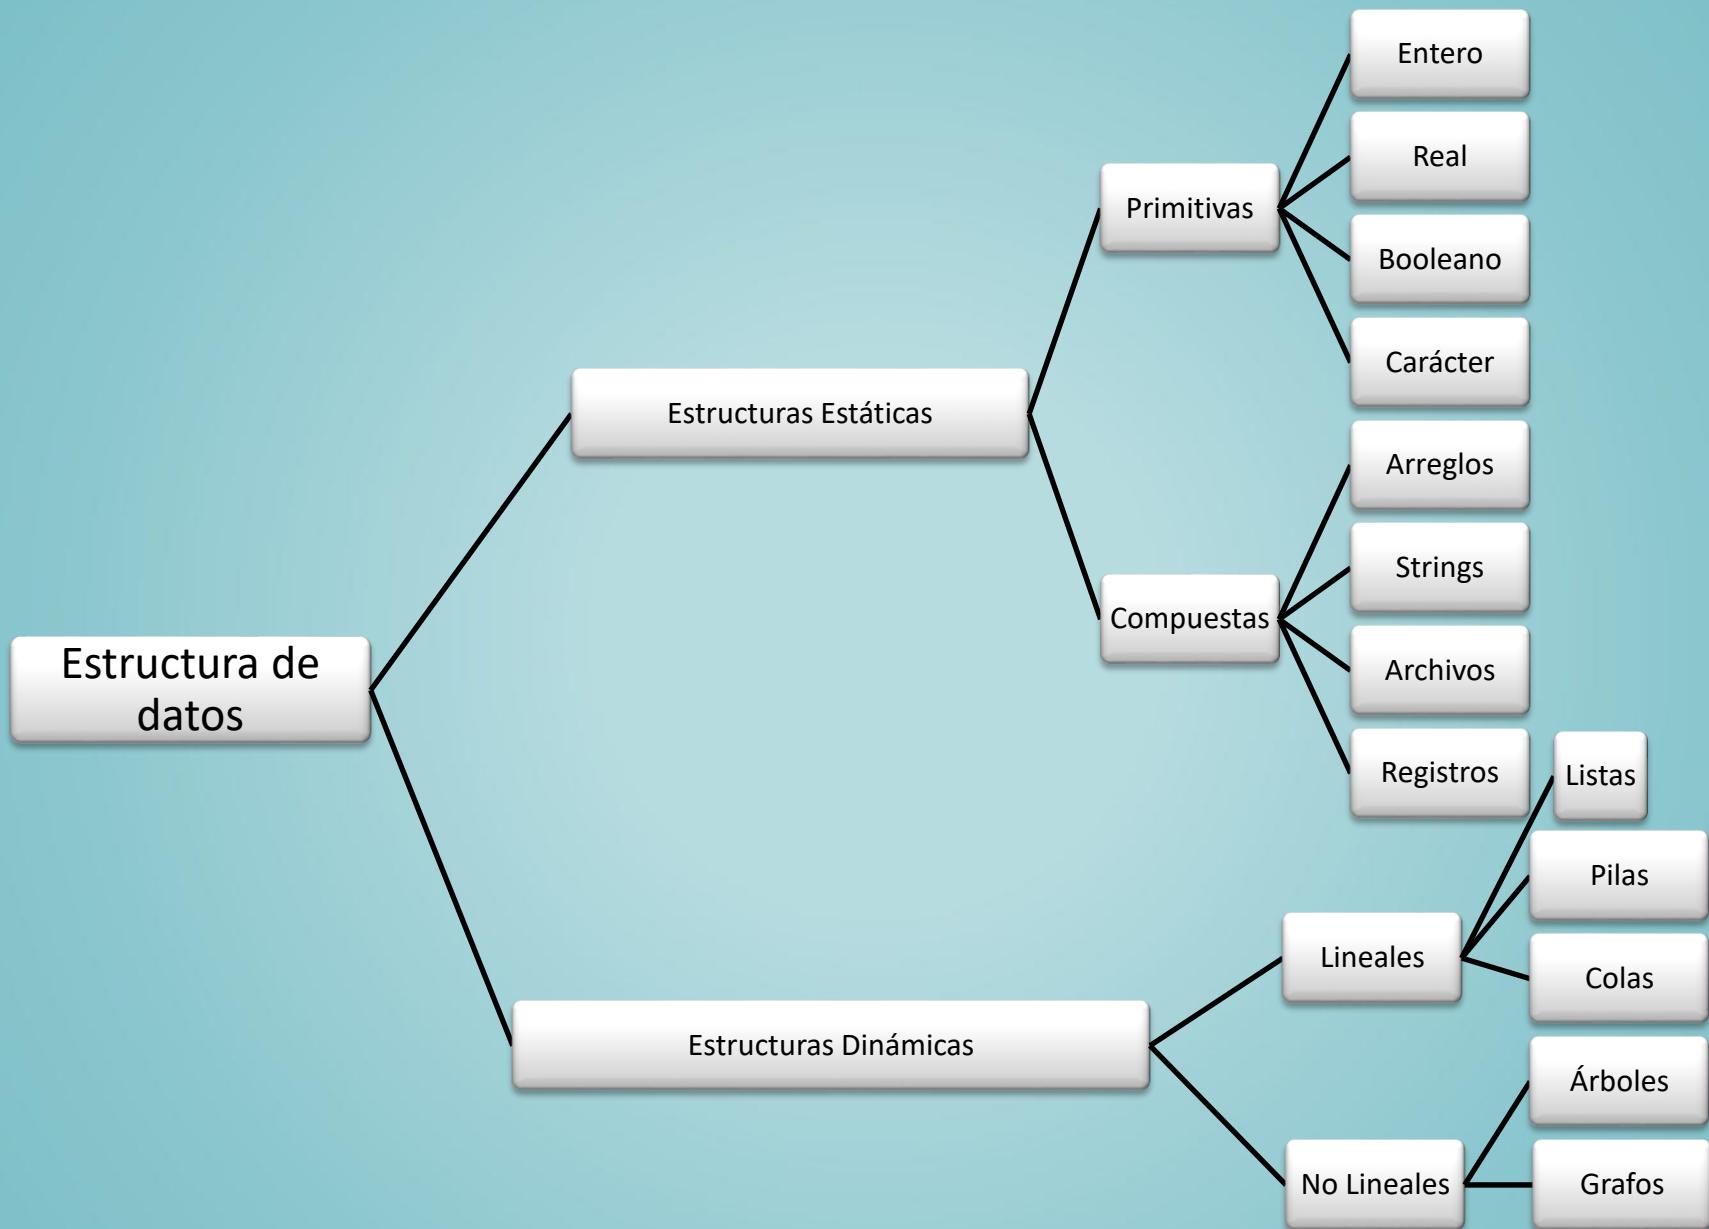 Estructura de
datos
Estructuras Estáticas
Primitivas
Entero
Real
Booleano
Carácter
Compuestas
Arreglos
Strings
Archivos
Registros
Estructuras Dinámicas
Lineales
Listas
Pilas
Colas
No Lineales
Árboles
Grafos